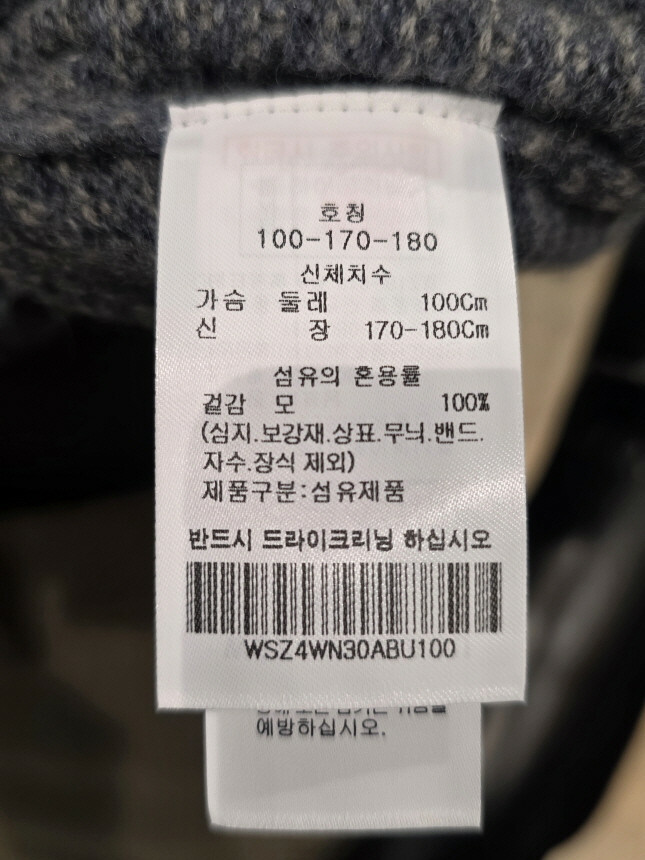 호칭
100-170-180
신체치수
가슴 둘레 100Cm
신 장 170-180Cm
섬유의 혼용률
겉감 모 100%
(심지.보강재.상표.무늬.밴드.
자수.장식 제외)
제품구분:섬유제품
반드시 드라이크리닝 하십시오
WSZ4WN30ABU100
예방하십시오.